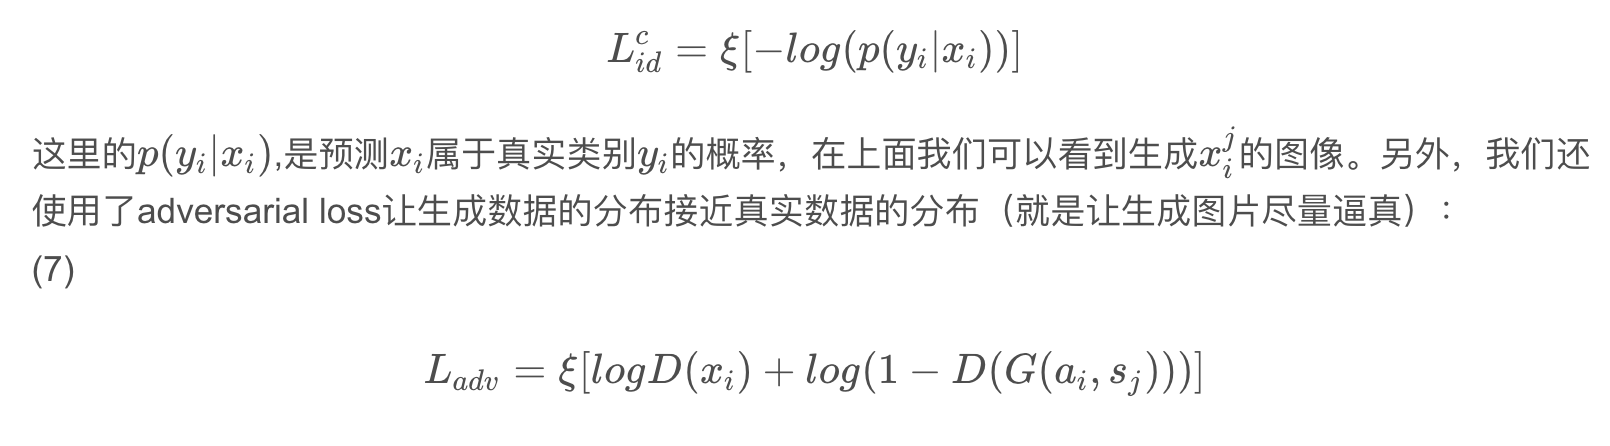 $L_{id}^{c} = \xi[-log(p(y_i|x_i))]$
这里的$p(y_i|x_i)$,是预测$x_i$属于真实类别$y_i$的概率，在上面我们可以看到生成$x_i^j$的图像。另外，我们还
使用了adversarial loss让生成数据的分布接近真实数据的分布（就是让生成图片尽量逼真）：
(7)
$L_{adv} = \xi[logD(x_i) + log(1 - D(G(a_i, s_j)))]$